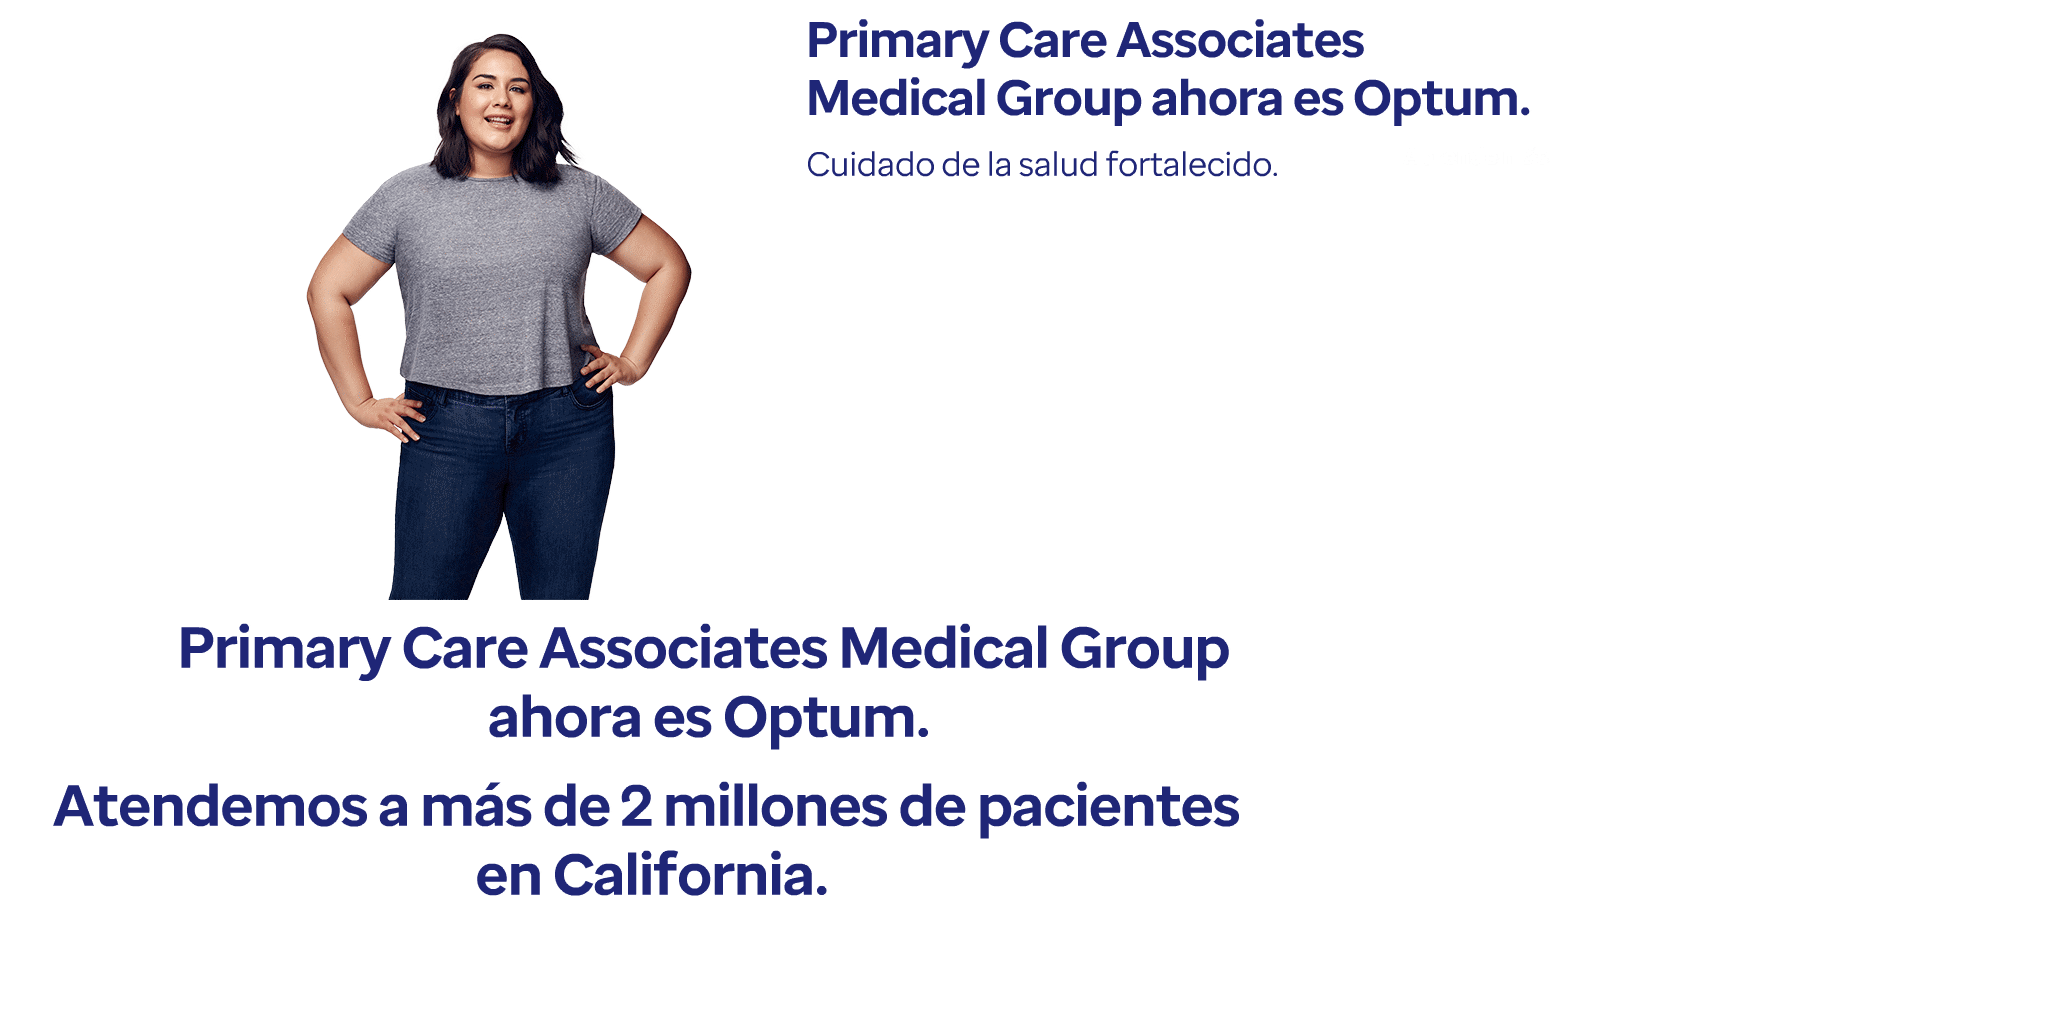 Primary Care Associates
Medical Group ahora es Optum.
Cuidado de la salud fortalecido.
Primary Care Associates Medical Group
ahora es Optum.
Atendemos a más de 2 millones de pacientes
en California.